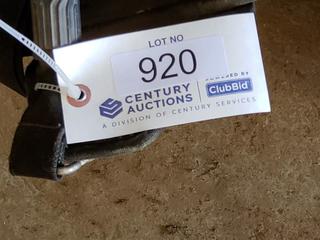 LOT NO
920
CENTURY
AUCTIONS
POWERED BY
ClubBid
A DIVISION OF CENTURY SERVICES